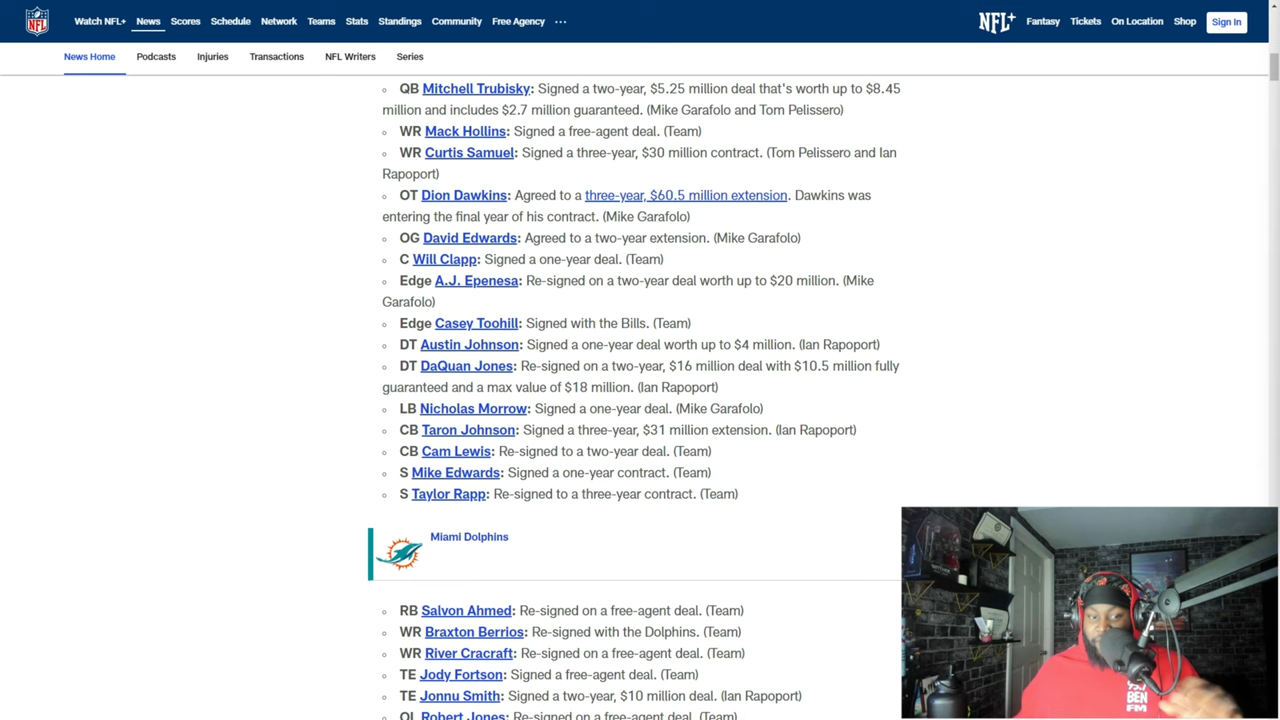 NFL
Watch NFL+ News Scores Schedule Network Teams Stats Standings Community Free Agency ...
NFL+ Fantasy Tickets On Location Shop Sign In
News Home Podcasts Injuries Transactions NFL Writers Series
QB Mitchell Trubisky: Signed a two-year, $5.25 million deal that's worth up to $8.45
million and includes $2.7 million guaranteed. (Mike Garafolo and Tom Pelissero)
WR Mack Hollins: Signed a free-agent deal. (Team)
WR Curtis Samuel: Signed a three-year, $30 million contract. (Tom Pelissero and Ian
Rapoport)
OT Dion Dawkins: Agreed to a three-year, $60.5 million extension. Dawkins was
entering the final year of his contract. (Mike Garafolo)
OG David Edwards: Agreed to a two-year extension. (Mike Garafolo)
C Will Clapp: Signed a one-year deal. (Team)
Edge A.J. Epenesa: Re-signed on a two-year deal worth up to $20 million. (Mike
Garafolo)
Edge Casey Toohill: Signed with the Bills. (Team)
DT Austin Johnson: Signed a one-year deal worth up to $4 million. (Ian Rapoport)
DT DaQuan Jones: Re-signed on a two-year, $16 million deal with $10.5 million fully
guaranteed and a max value of $18 million. (Ian Rapoport)
LB Nicholas Morrow: Signed a one-year deal. (Mike Garafolo)
CB Taron Johnson: Signed a three-year, $31 million extension. (Ian Rapoport)
CB Cam Lewis: Re-signed to a two-year deal. (Team)
S Mike Edwards: Signed a one-year contract. (Team)
S Taylor Rapp: Re-signed to a three-year contract. (Team)
Miami Dolphins
RB Salvon Ahmed: Re-signed on a free-agent deal. (Team)
WR Braxton Berrios: Re-signed with the Dolphins. (Team)
WR River Cracraft: Re-signed on a free-agent deal. (Team)
TE Jody Fortson: Signed a free-agent deal. (Team)
TE Jonnu Smith: Signed a two-year, $10 million deal. (Ian Rapoport)
OL Robert Jones: Re-signed on a free-agent deal. (Team)
BEN
FM